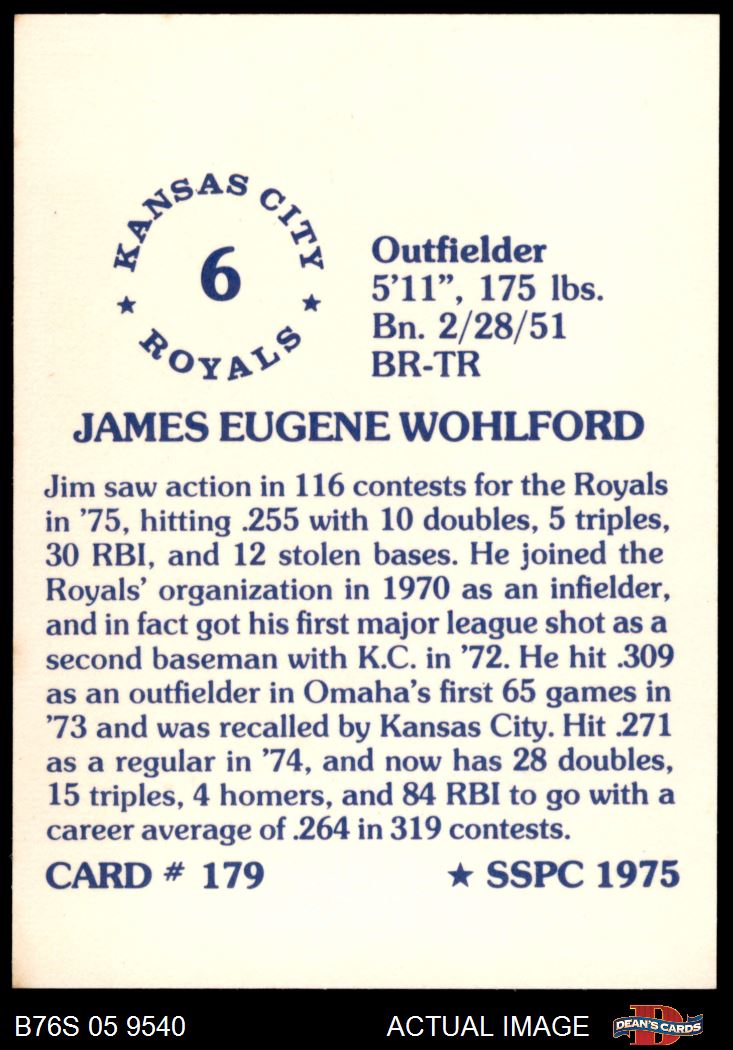 KANSAS CITY
6
★ ★
ROYALS
Outfielder
5'11”, 175 lbs.
Bn. 2/28/51
BR-TR
JAMES EUGENE WOHLFORD
Jim saw action in 116 contests for the Royals
in ’75, hitting .255 with 10 doubles, 5 triples,
30 RBI, and 12 stolen bases. He joined the
Royals’ organization in 1970 as an infielder,
and in fact got his first major league shot as a
second baseman with K.C. in ’72. He hit .309
as an outfielder in Omaha’s first 65 games in
’73 and was recalled by Kansas City. Hit .271
as a regular in ’74, and now has 28 doubles,
15 triples, 4 homers, and 84 RBI to go with a
career average of .264 in 319 contests.
CARD # 179 ★ SSPC 1975
B76S 05 9540 ACTUAL IMAGE DEAN'S CARDS